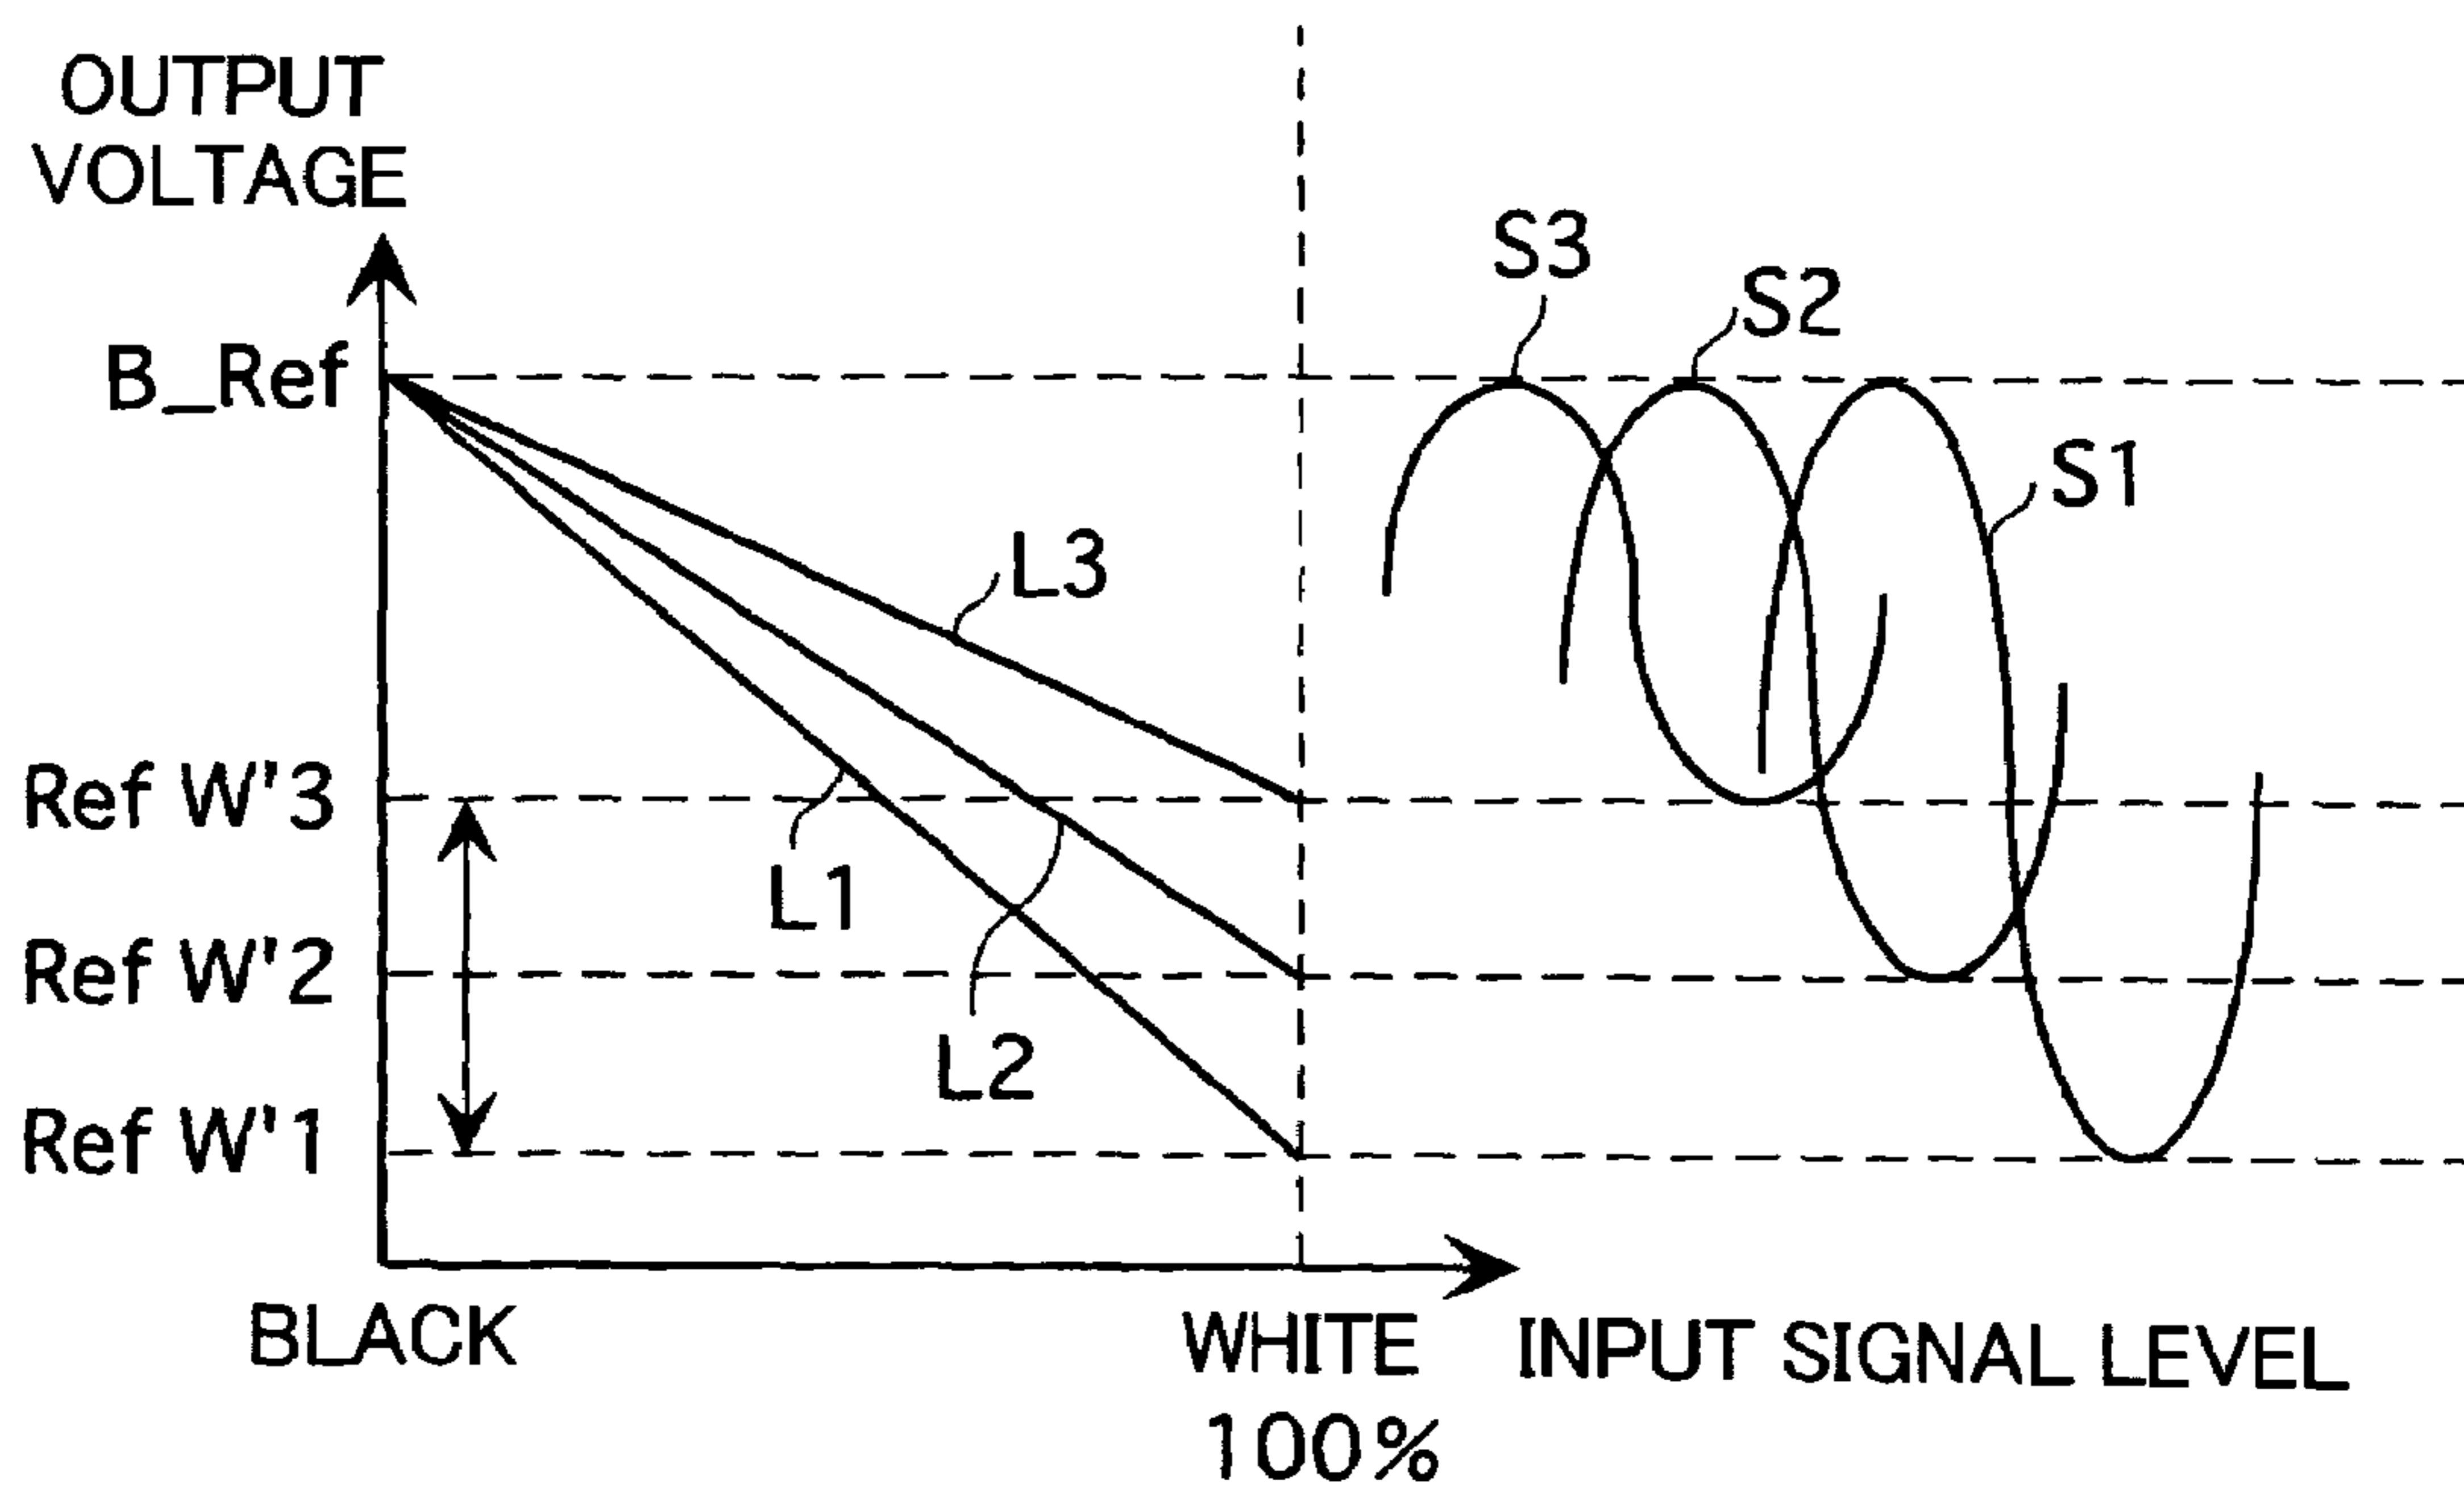 OUTPUT
VOLTAGE
S3
S2
B_Ref
S1
L3
Ref W'3
L1
Ref W'2
L2
Ref W'1
BLACK
WHITE
INPUT SIGNAL LEVEL
100%